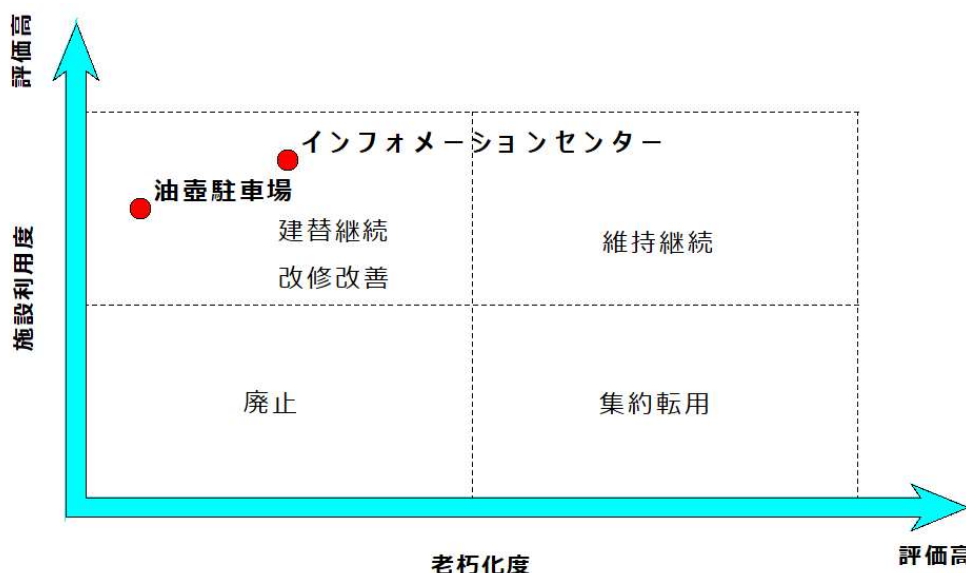 評価高
インフォメーションセンター
油壺駐車場
建替継続
改修改善
維持継続
施設利用度
廃止
集約転用
老朽化度
評価高